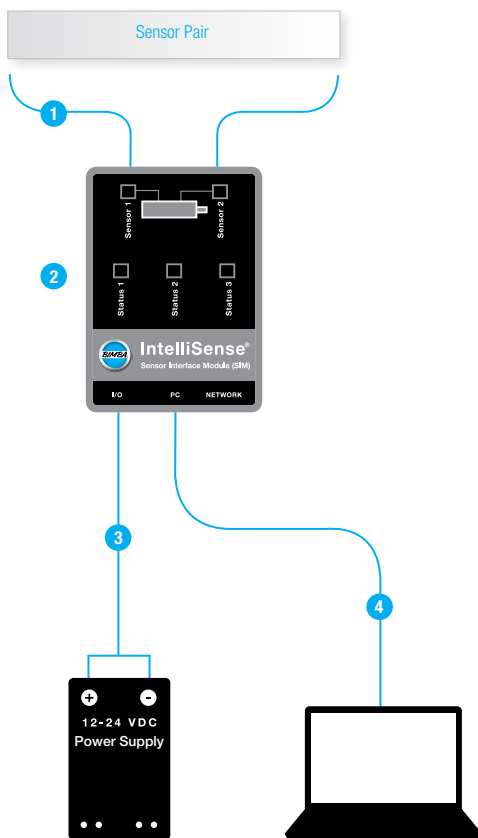 Sensor Pair
1
Sensor 1
Sensor 2
2
Status 1
Status 2
Status 3
BIMBA
IntelliSense®
Sensor Interface Module (SIM)
I/O PC NETWORK
3
4
+ -
12-24 VDC
Power Supply